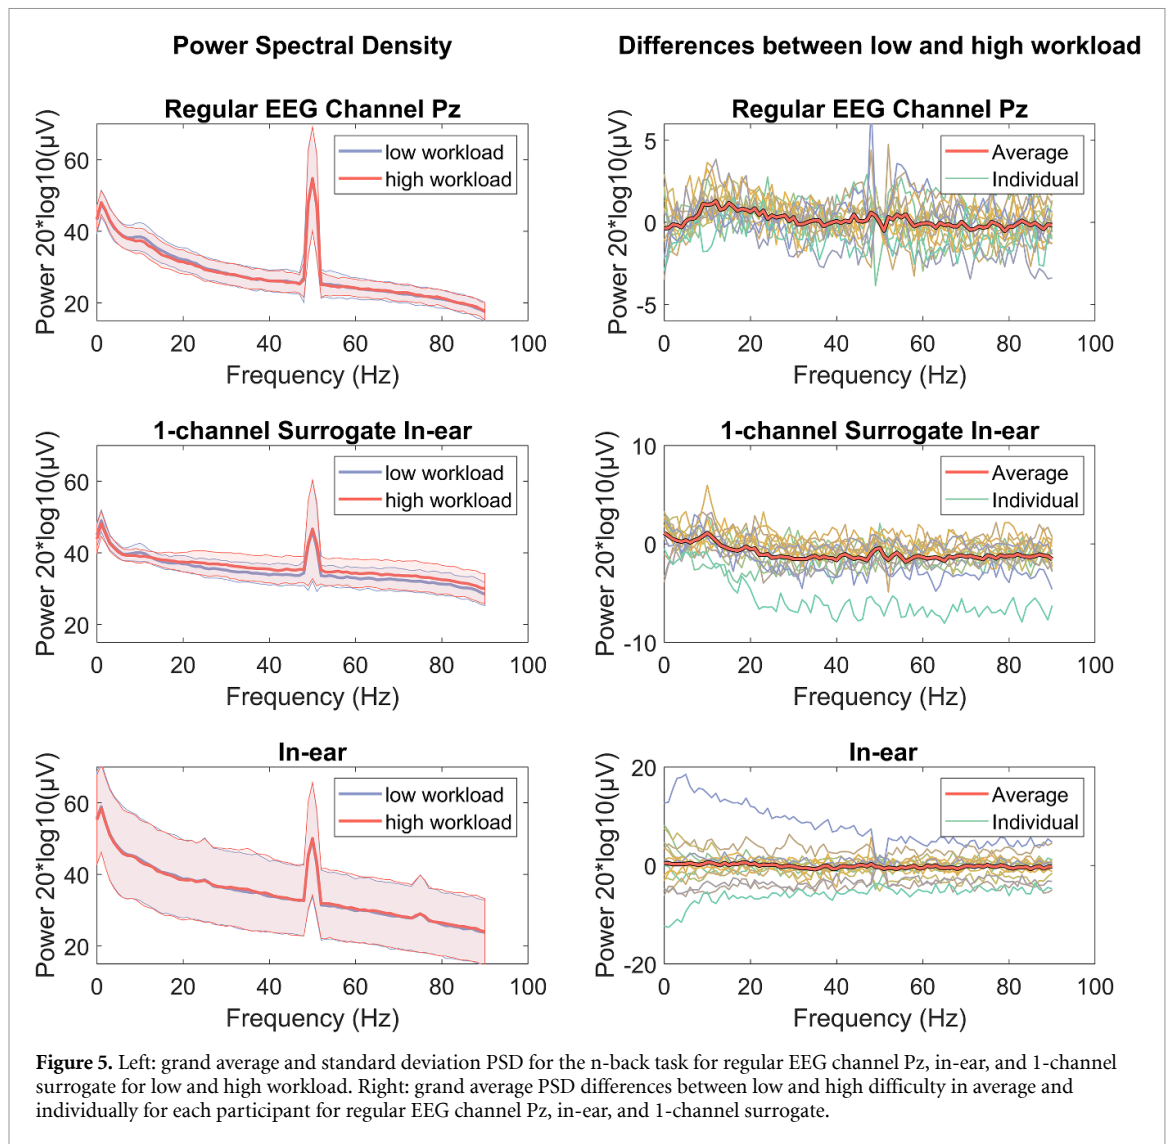 Power Spectral Density
Differences between low and high workload
Regular EEG Channel Pz
Power 20*log10(µV)
60
40
20
0
20
40
60
80
100
Frequency (Hz)
low workload
high workload
Regular EEG Channel Pz
Power 20*log10(µV)
5
0
-5
0
20
40
60
80
100
Frequency (Hz)
Average
Individual
1-channel Surrogate In-ear
Power 20*log10(µV)
60
40
20
0
20
40
60
80
100
Frequency (Hz)
low workload
high workload
1-channel Surrogate In-ear
Power 20*log10(µV)
10
0
-10
0
20
40
60
80
100
Frequency (Hz)
Average
Individual
In-ear
Power 20*log10(µV)
60
40
20
0
20
40
60
80
100
Frequency (Hz)
low workload
high workload
In-ear
Power 20*log10(µV)
20
0
-20
0
20
40
60
80
100
Frequency (Hz)
Average
Individual
Figure 5. Left: grand average and standard deviation PSD for the n-back task for regular EEG channel Pz, in-ear, and 1-channel
surrogate for low and high workload. Right: grand average PSD differences between low and high difficulty in average and
individually for each participant for regular EEG channel Pz, in-ear, and 1-channel surrogate.